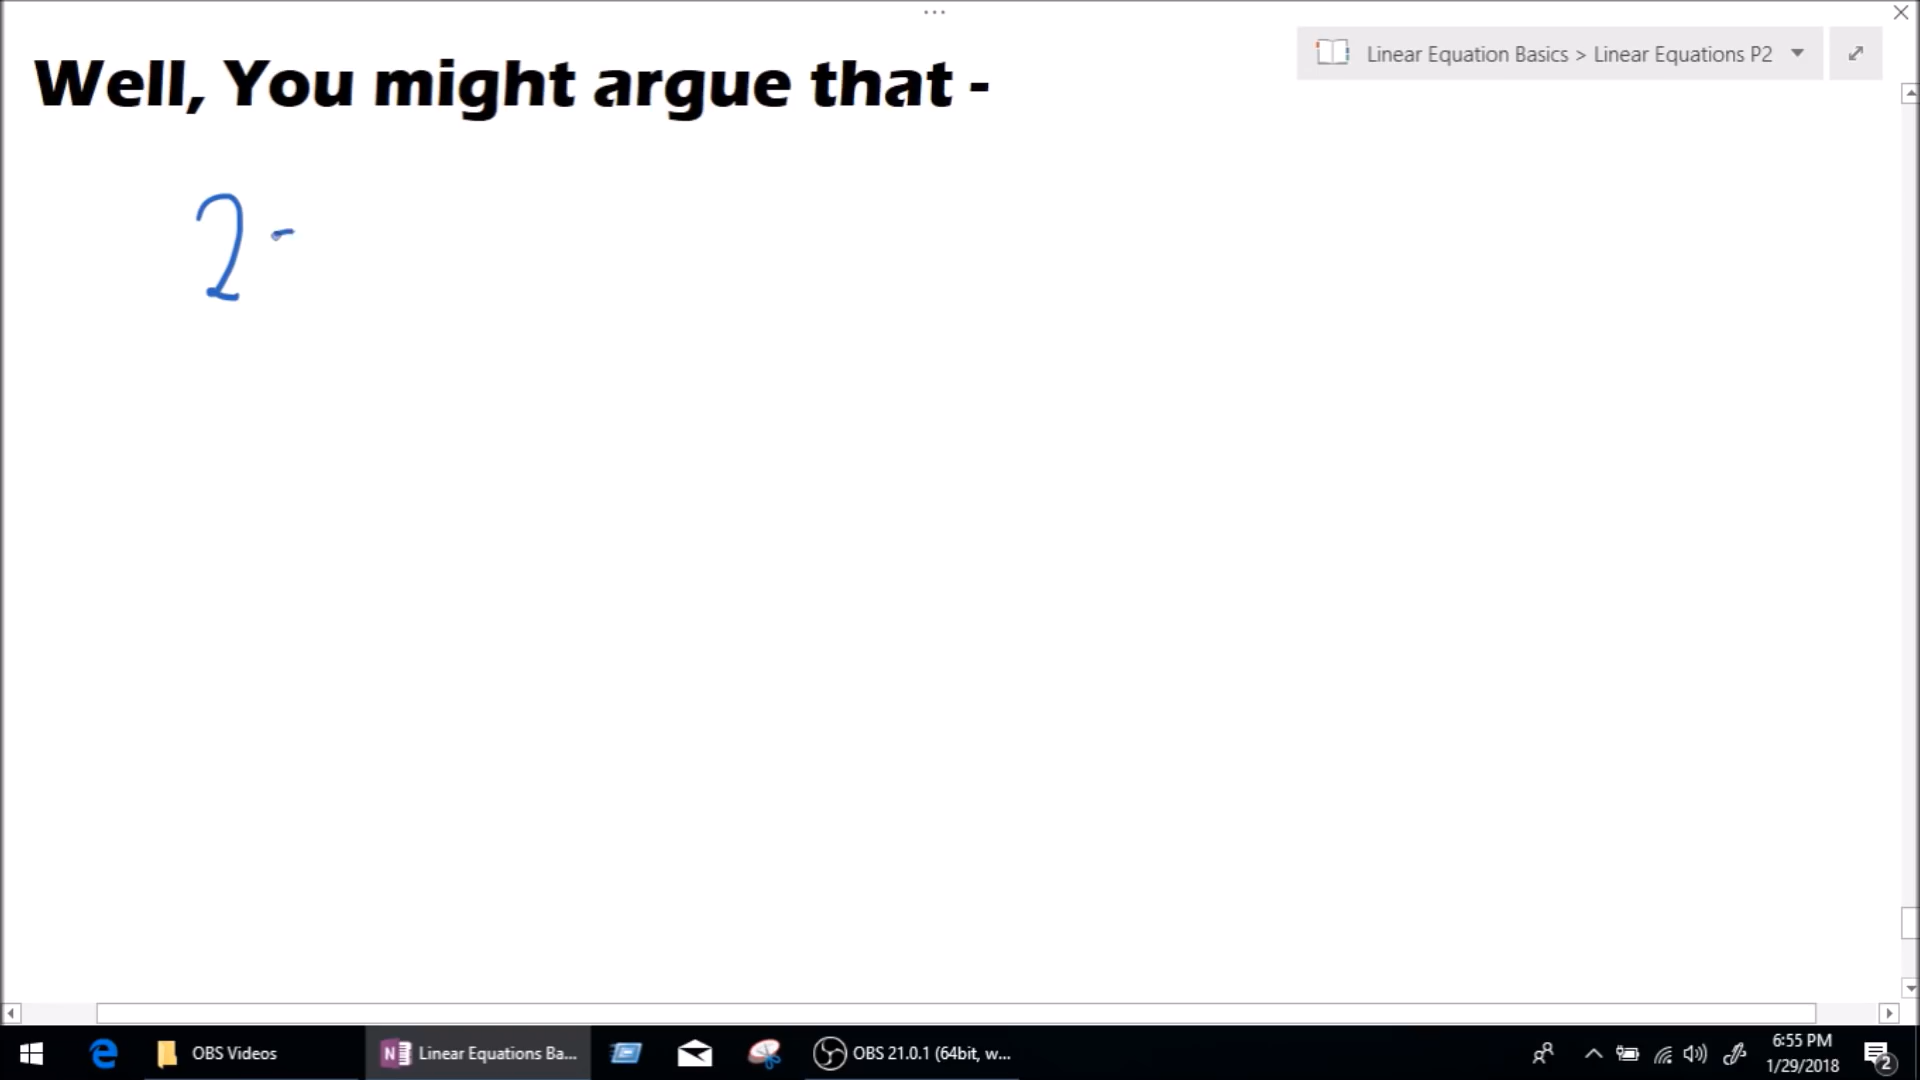 ...
Well, You might argue that -
Linear Equation Basics > Linear Equations P2
2 -
OBS Videos
Linear Equations Ba...
OBS 21.0.1 (64bit, w...
6:55 PM
1/29/2018
2